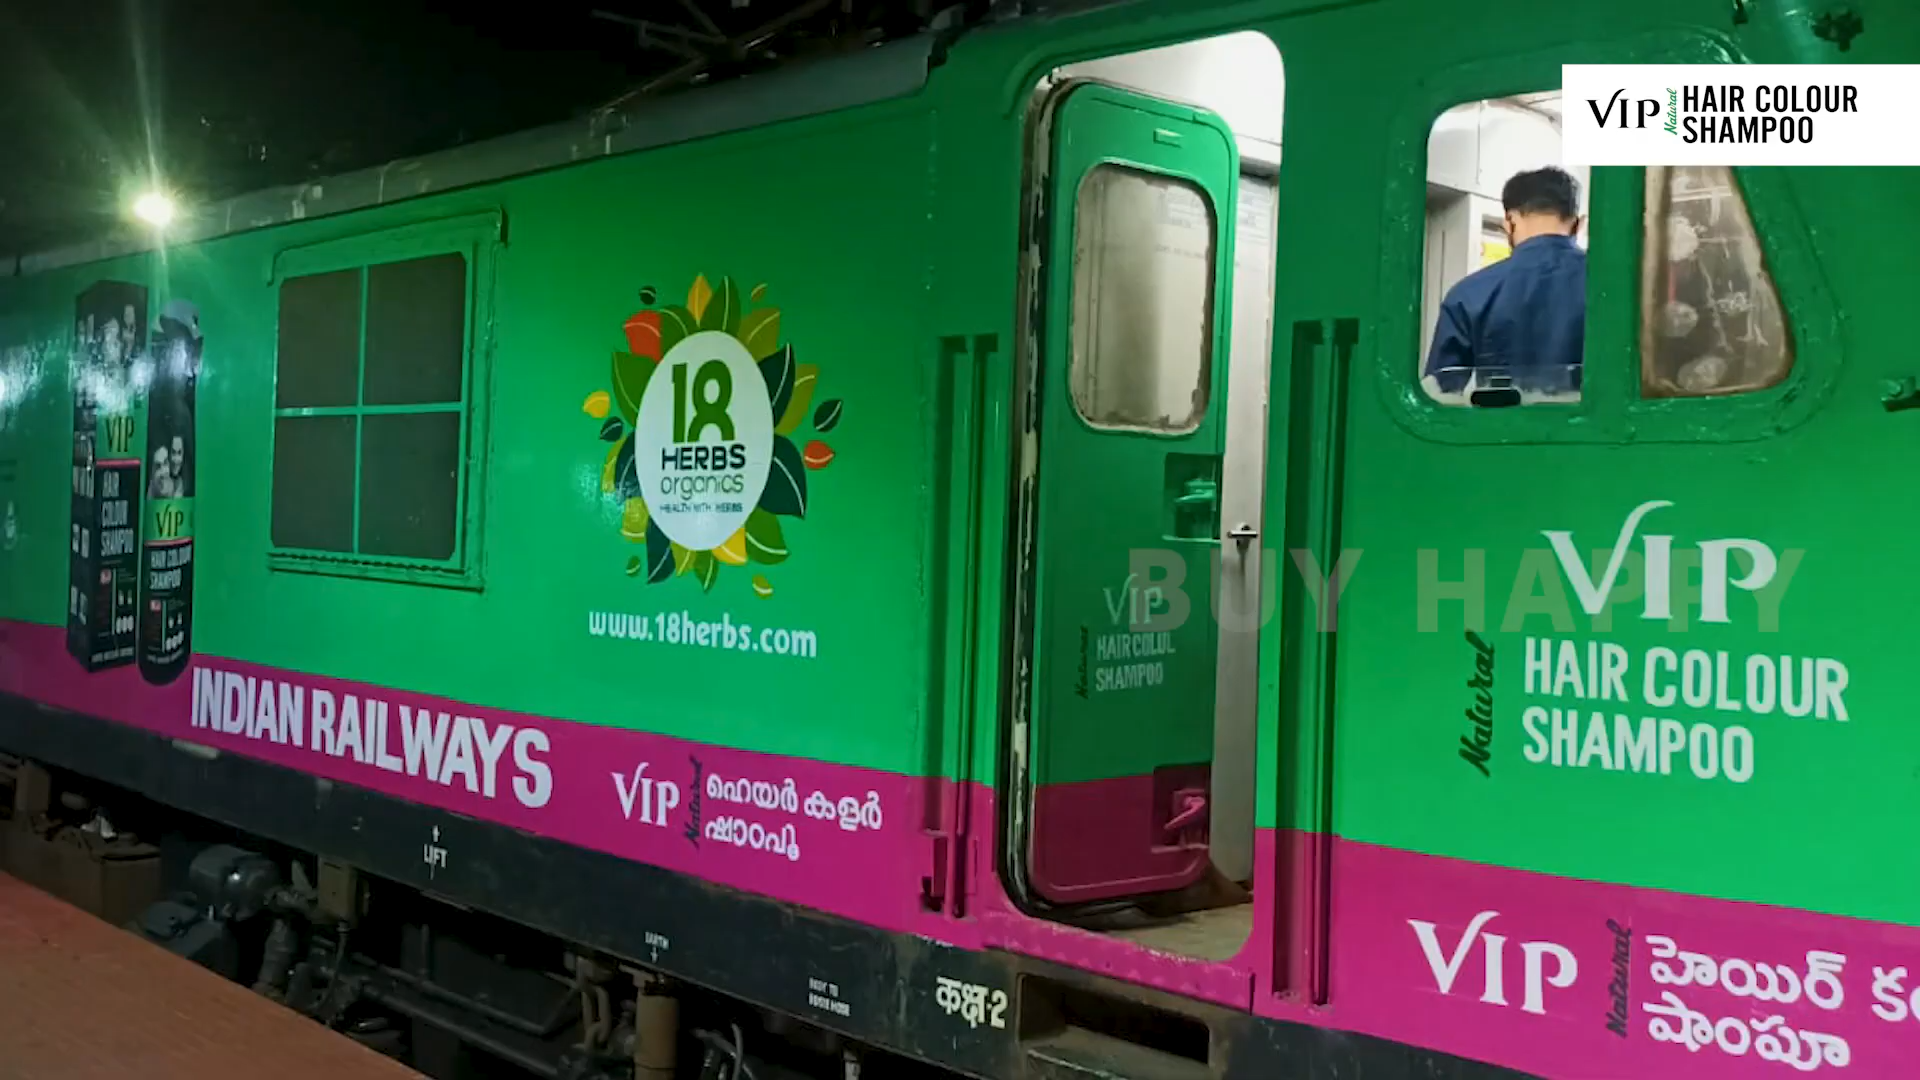 VIP Natural HAIR COLOUR
SHAMPOO
18
HERBS
organics
HEALTH WITH HERBS
www.18herbs.com
VIP
HAIR
COLOUR
SHAMPOO
VIP
HAIR COLOUR
SHAMPOO
INDIAN RAILWAYS
VIP Natural ഹെയർ കളർ
ഷാംപൂ
LIFT
EARTH
कक्ष-2
VIP
HAIR COLOU
SHAMPOO
BUY HAPPY
VIP
Natural HAIR COLOUR
SHAMPOO
VIP Natural హెయిర్ క
షాంపూ